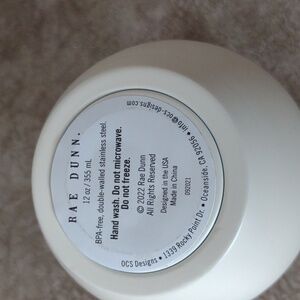 RAE DUNN.
12 oz / 355 mL
BPA-free, double-walled stainless steel.
Hand wash. Do not microwave.
Do not freeze.
© 2022 Rae Dunn
All Rights Reserved
Designed in the USA
Made in China
092021
OCS Designs • 1339 Rocky Point Dr. • Oceanside, CA 92056 • info@ocs-designs.com